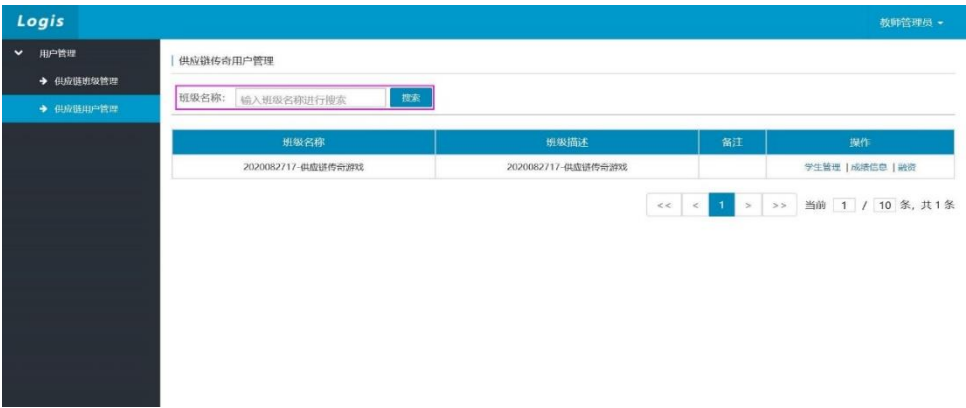 Logis
教师管理员
用户管理
供应链班级管理
供应链用户管理
供应链传奇用户管理
班级名称: 输入班级名称进行搜索 搜索
班级名称 班级描述 备注 操作
2020082717-供应链传奇游戏 2020082717-供应链传奇游戏 学生管理 | 成绩信息 | 融资
<< < 1 > >> 当前 1 / 10 条, 共 1 条